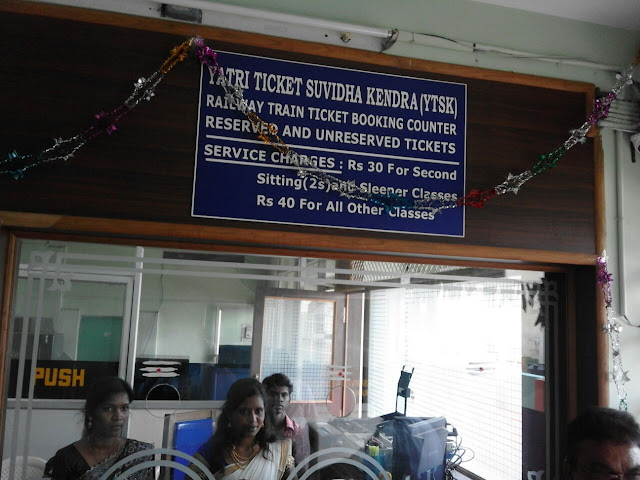 YATRI TICKET SUVIDHA KENDRA (YTSK)
RAILWAY TRAIN TICKET BOOKING COUNTER
RESERVED AND UNRESERVED TICKETS
SERVICE CHARGES : Rs 30 For Second
Sitting(2s)and Sleeper Classes
Rs 40 For All Other Classes
PUSH